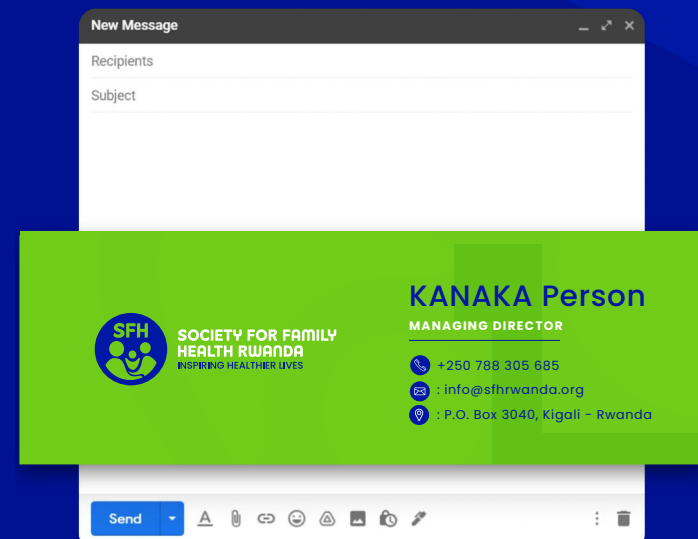 New Message
Recipients
Subject
SFH
SOCIETY FOR FAMILY
HEALTH RWANDA
INSPIRING HEALTHIER LIVES
KANAKA Person
MANAGING DIRECTOR
+250 788 305 685
: info@sfhrwanda.org
: P.O. Box 3040, Kigali - Rwanda
Send